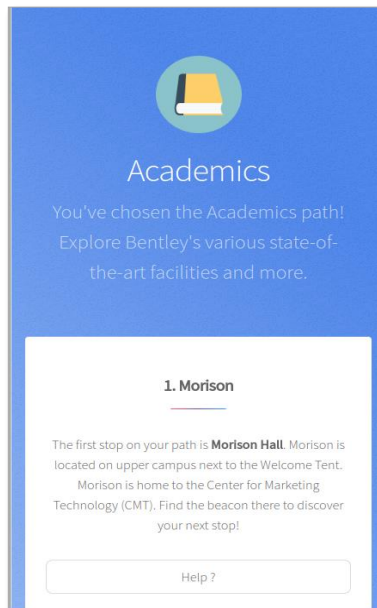 Academics
You've chosen the Academics path!
Explore Bentley's various state-of-
the-art facilities and more.
1. Morison
The first stop on your path is Morison Hall. Morison is
located on upper campus next to the Welcome Tent.
Morison is home to the Center for Marketing
Technology (CMT). Find the beacon there to discover
your next stop!
Help ?